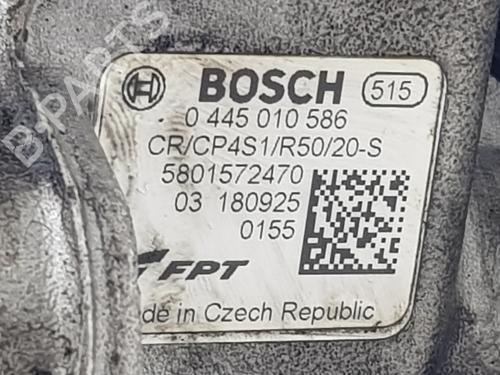 BOSCH 515
0 445 010 586
CR/CP4S1/R50/20-S
5801572470
03 180925
0155
FPT
de in Czech Republic
B-PARTS